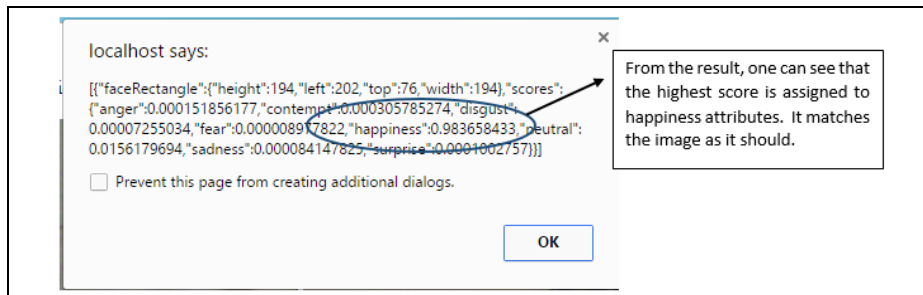 localhost says:
[{"faceRectangle":{"height":194,"left":202,"top":76,"width":194},"scores":
{"anger":0.000151856177,"contempt":0.000305785274,"disgust":
0.00007255034,"fear":0.000008977822,"happiness":0.983658433,"neutral":
0.0156179694,"sadness":0.000084147825,"surprise":0.0001002757}}]
Prevent this page from creating additional dialogs.
OK
From the result, one can see that
the highest score is assigned to
happiness attributes. It matches
the image as it should.